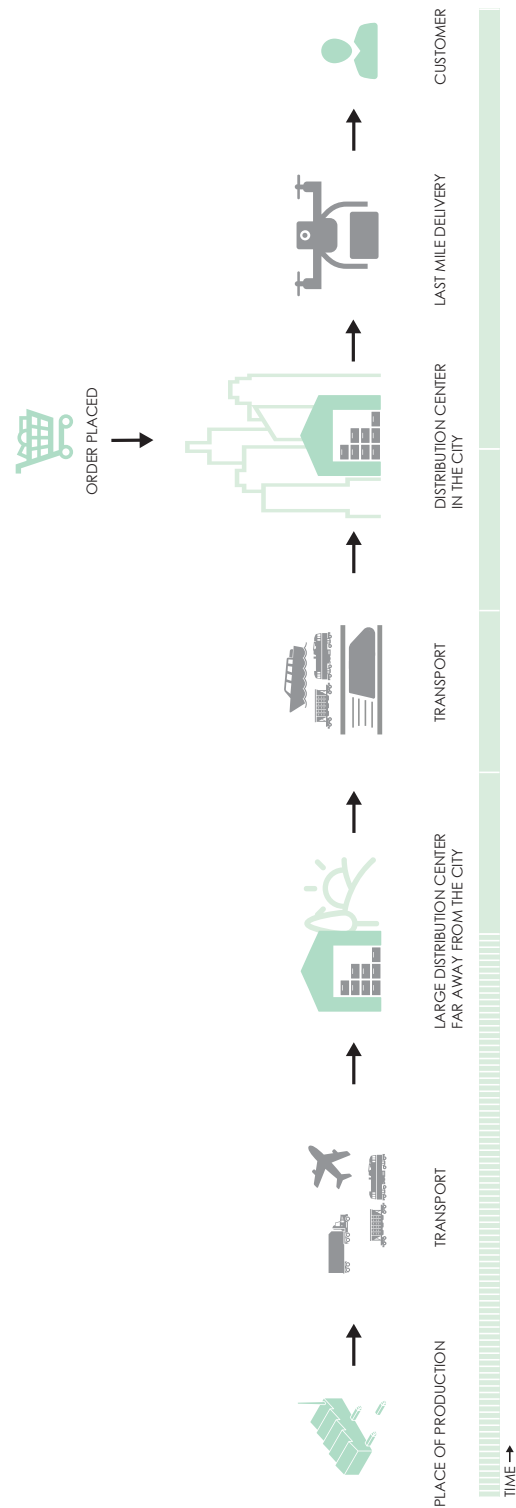 ORDER PLACED
PLACE OF PRODUCTION
TRANSPORT
LARGE DISTRIBUTION CENTER
FAR AWAY FROM THE CITY
TRANSPORT
DISTRIBUTION CENTER
IN THE CITY
LAST MILE DELIVERY
CUSTOMER
TIME →